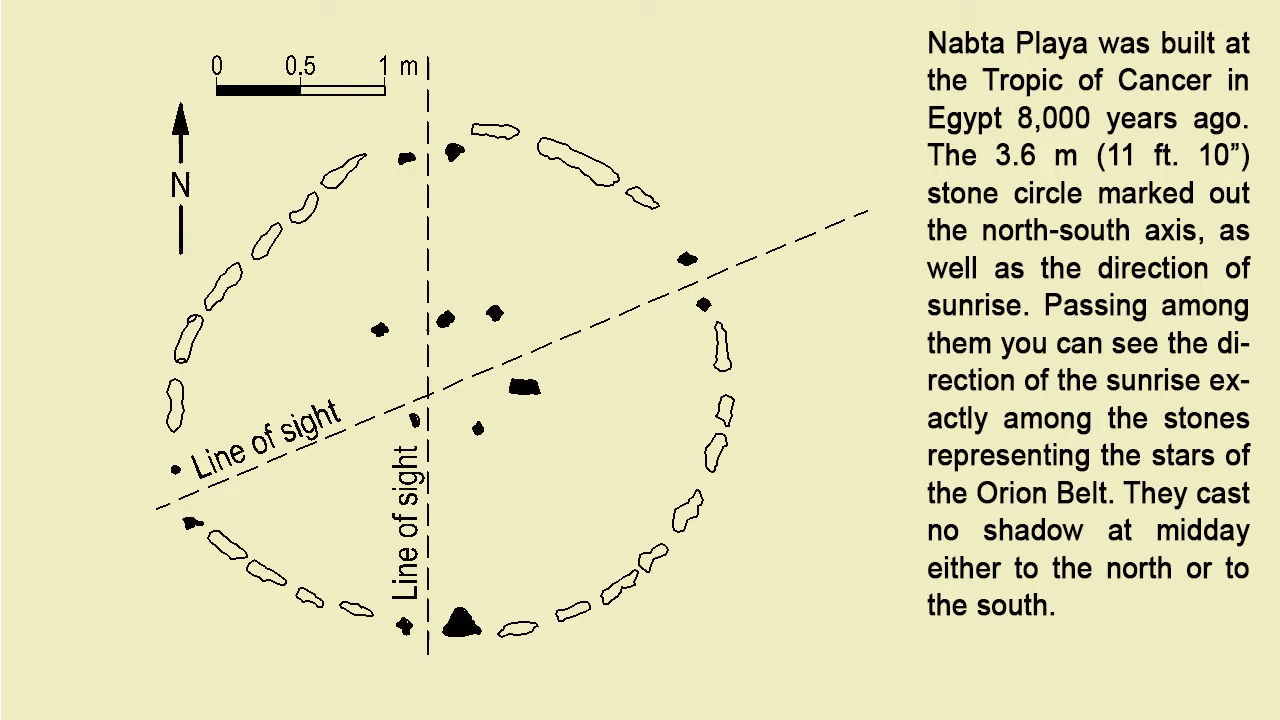 0 0.5 1 m
N
Line of sight
Line of sight
Nabta Playa was built at
the Tropic of Cancer in
Egypt 8,000 years ago.
The 3.6 m (11 ft. 10”)
stone circle marked out
the north-south axis, as
well as the direction of
sunrise. Passing among
them you can see the di-
rection of the sunrise ex-
actly among the stones
representing the stars of
the Orion Belt. They cast
no shadow at midday
either to the north or to
the south.